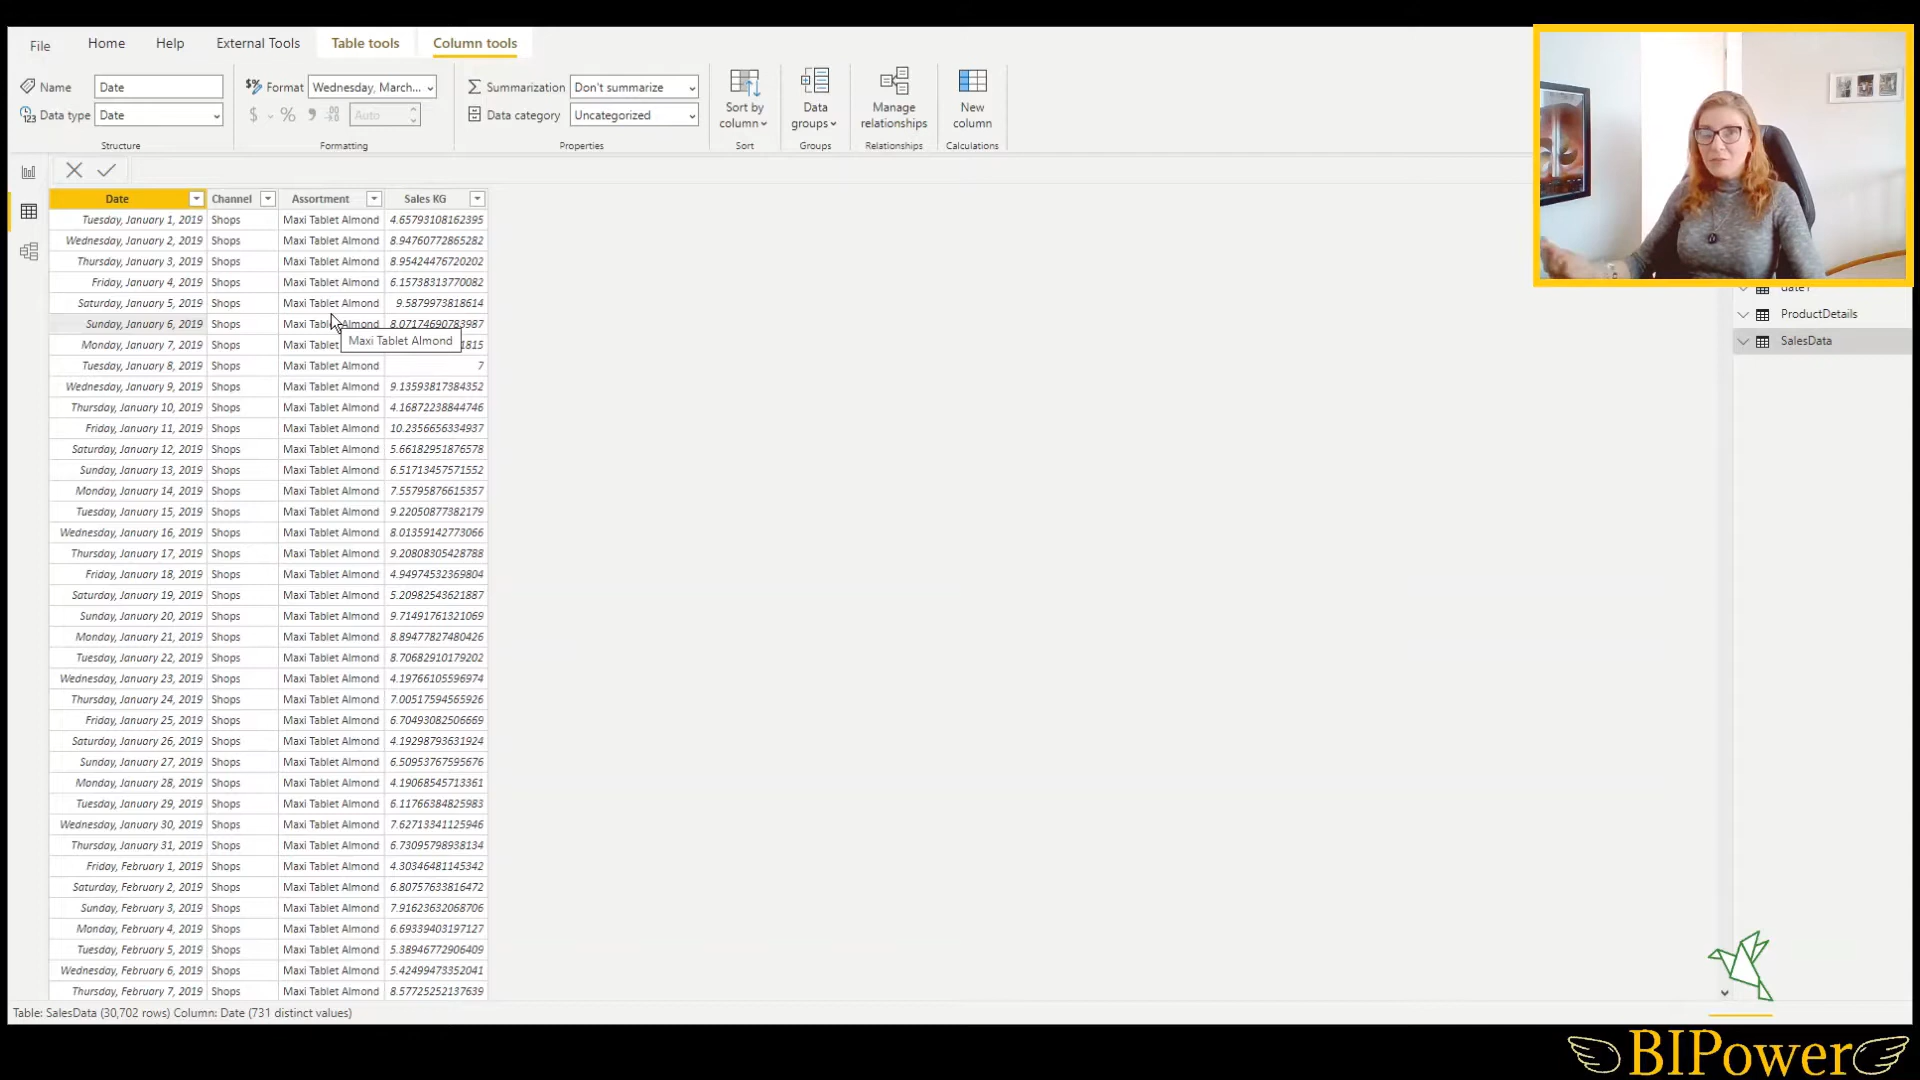 File Home Help External Tools Table tools Column tools
Name Date Format Wednesday, March... Summarization Don't summarize
Data type Date $ % Auto Data category Uncategorized
Sort by column Data groups Manage relationships New column
Structure Formatting Properties Sort Groups Relationships Calculations
Date Channel Assortment Sales KG
Tuesday, January 1, 2019 Shops Maxi Tablet Almond 4.65793108162395
Wednesday, January 2, 2019 Shops Maxi Tablet Almond 8.94760772865282
Thursday, January 3, 2019 Shops Maxi Tablet Almond 8.95424476720202
Friday, January 4, 2019 Shops Maxi Tablet Almond 6.15738313770082
Saturday, January 5, 2019 Shops Maxi Tablet Almond 9.5879973818614
Sunday, January 6, 2019 Shops Maxi Tablet Almond 8.07174690783987
Monday, January 7, 2019 Shops Maxi Tablet 1815
Maxi Tablet Almond
Tuesday, January 8, 2019 Shops Maxi Tablet Almond 7
Wednesday, January 9, 2019 Shops Maxi Tablet Almond 9.13593817384352
Thursday, January 10, 2019 Shops Maxi Tablet Almond 4.16872238844746
Friday, January 11, 2019 Shops Maxi Tablet Almond 10.2356656334937
Saturday, January 12, 2019 Shops Maxi Tablet Almond 5.66182951876578
Sunday, January 13, 2019 Shops Maxi Tablet Almond 6.51713457571552
Monday, January 14, 2019 Shops Maxi Tablet Almond 7.55795876615357
Tuesday, January 15, 2019 Shops Maxi Tablet Almond 9.22050877382179
Wednesday, January 16, 2019 Shops Maxi Tablet Almond 8.01359142773066
Thursday, January 17, 2019 Shops Maxi Tablet Almond 9.20808305428788
Friday, January 18, 2019 Shops Maxi Tablet Almond 4.94974532369804
Saturday, January 19, 2019 Shops Maxi Tablet Almond 5.20982543621887
Sunday, January 20, 2019 Shops Maxi Tablet Almond 9.71491761321069
Monday, January 21, 2019 Shops Maxi Tablet Almond 8.89477827480426
Tuesday, January 22, 2019 Shops Maxi Tablet Almond 8.70682910179202
Wednesday, January 23, 2019 Shops Maxi Tablet Almond 4.19766105596974
Thursday, January 24, 2019 Shops Maxi Tablet Almond 7.00517594565926
Friday, January 25, 2019 Shops Maxi Tablet Almond 6.70493082506669
Saturday, January 26, 2019 Shops Maxi Tablet Almond 4.19298793631924
Sunday, January 27, 2019 Shops Maxi Tablet Almond 6.50953767595676
Monday, January 28, 2019 Shops Maxi Tablet Almond 4.19068545713361
Tuesday, January 29, 2019 Shops Maxi Tablet Almond 6.11766384825983
Wednesday, January 30, 2019 Shops Maxi Tablet Almond 7.62713341125946
Thursday, January 31, 2019 Shops Maxi Tablet Almond 6.73095798938134
Friday, February 1, 2019 Shops Maxi Tablet Almond 4.30346481145342
Saturday, February 2, 2019 Shops Maxi Tablet Almond 6.80757633816472
Sunday, February 3, 2019 Shops Maxi Tablet Almond 7.91623632068706
Monday, February 4, 2019 Shops Maxi Tablet Almond 6.69339403197127
Tuesday, February 5, 2019 Shops Maxi Tablet Almond 5.38946772906409
Wednesday, February 6, 2019 Shops Maxi Tablet Almond 5.42499473352041
Thursday, February 7, 2019 Shops Maxi Tablet Almond 8.57725252137639
ProductDetails
SalesData
Table: SalesData (30,702 rows) Column: Date (731 distinct values)
BIPower